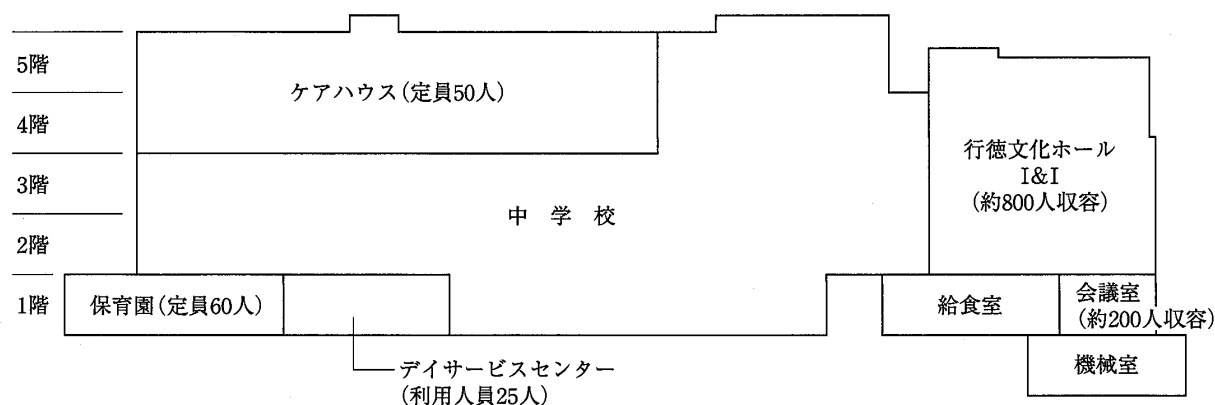 5階
4階
3階
2階
1階
ケアハウス(定員50人)
中学校
行徳文化ホール
I&I
(約800人収容)
保育園(定員60人)
給食室
会議室
(約200人収容)
機械室
デイサービスセンター
(利用人員25人)